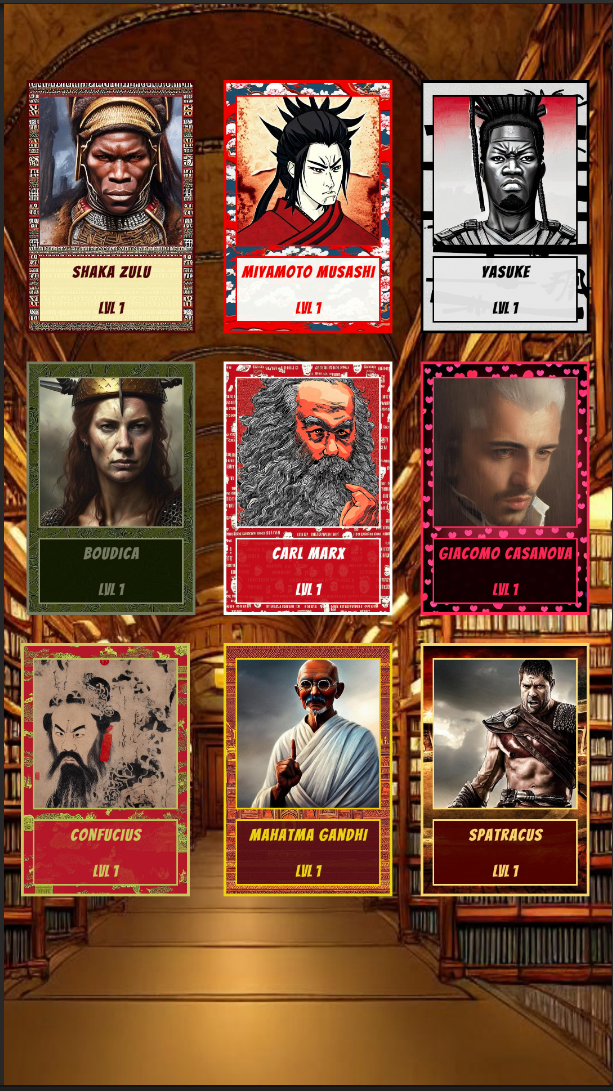 SHAKA ZULU
LVL 1
MIYAMOTO MUSASHI
LVL 1
YASUKE
LVL 1
BOUDICA
LVL 1
CARL MARX
LVL 1
GIACOMO CASANOVA
LVL 1
CONFUCIUS
LVL 1
MAHATMA GANDHI
LVL 1
SPATRACUS
LVL 1